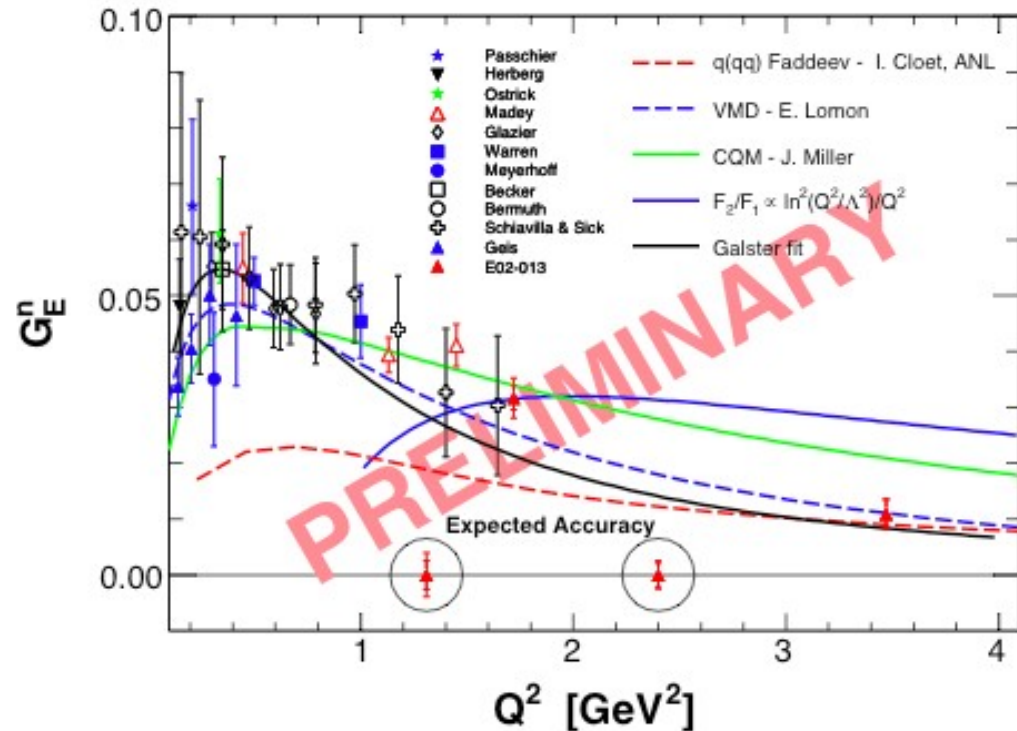 0.10
0.05
0.00
G_E^n
Passchier
Herberg
Ostrick
Madey
Glazier
Warren
Meyerhoff
Becker
Bermuth
Schiavilla & Sick
Geis
E02-013
q(qq) Faddeev - I. Cloet, ANL
VMD - E. Lomon
CQM - J. Miller
F₂/F₁ ∝ ln²(Q²/Λ²)/Q²
Galster fit
PRELIMINARY
Expected Accuracy
1 2 3 4
Q² [GeV²]